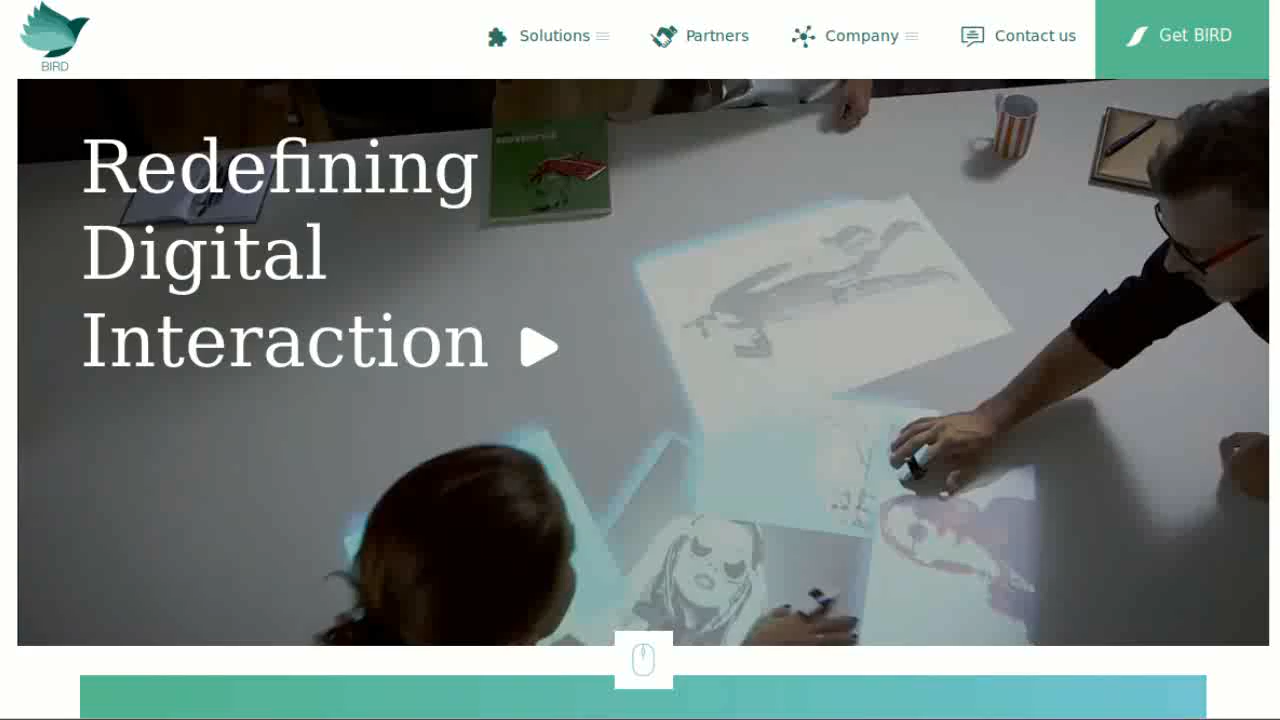 BIRD
Solutions
Partners
Company
Contact us
Get BIRD
Redefining
Digital
Interaction